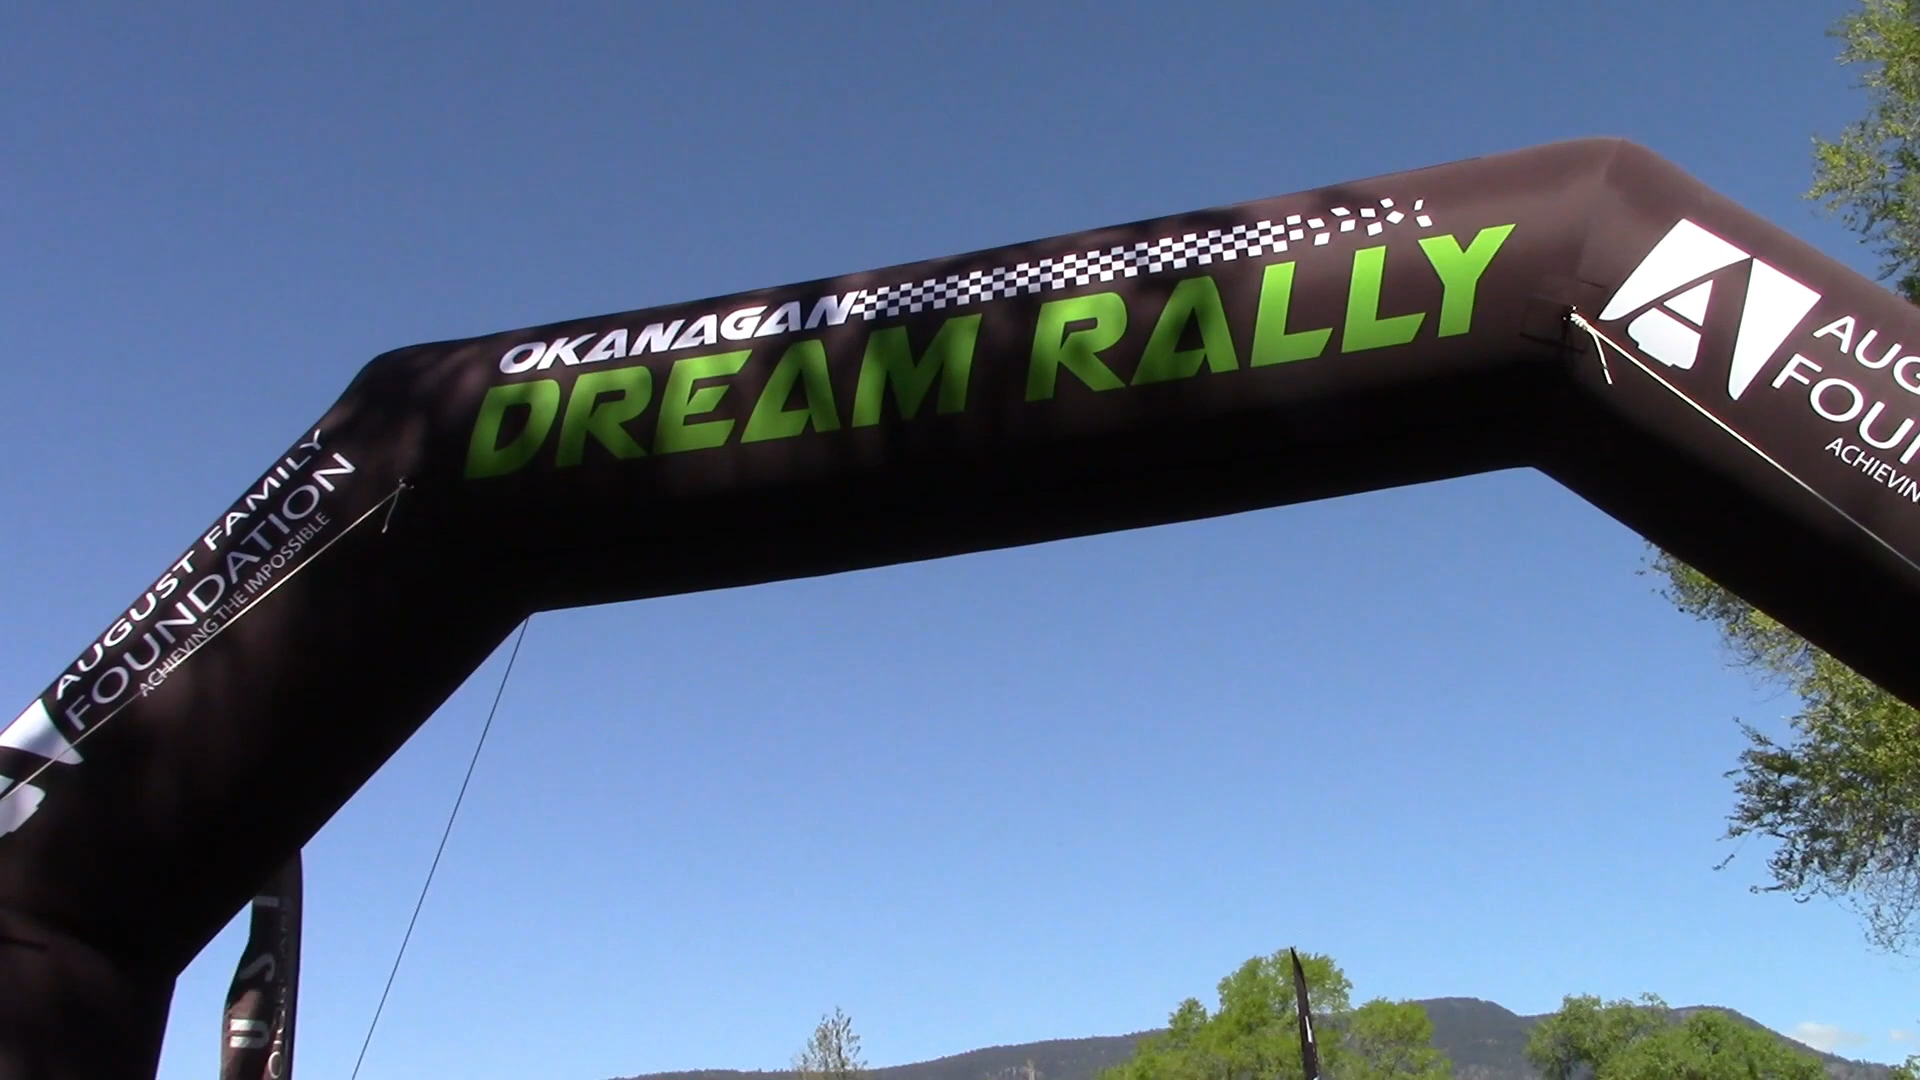 OKANAGAN
DREAM RALLY
AUGUST FAMILY
FOUNDATION
ACHIEVING THE IMPOSSIBLE
A